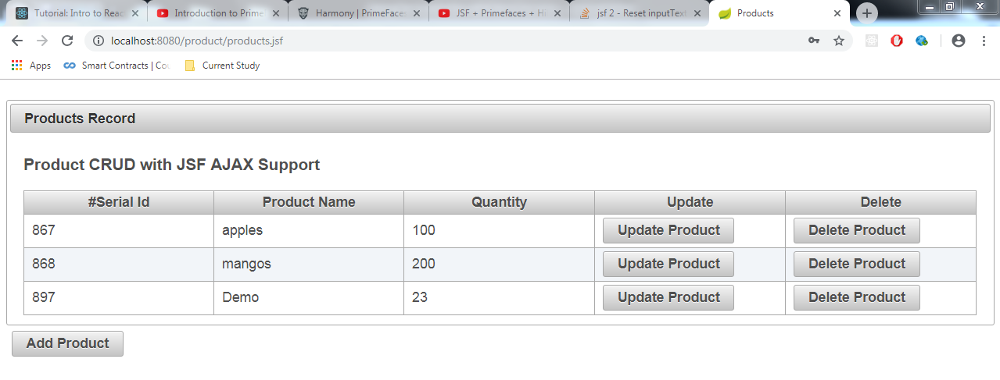 Tutorial: Intro to Reac
Introduction to Prime
Harmony | PrimeFace
JSF + Primefaces + Hi
jsf 2 - Reset inputText
Products
localhost:8080/product/products.jsf
Apps
Smart Contracts | Cou
Current Study
Products Record
Product CRUD with JSF AJAX Support
#Serial Id Product Name Quantity Update Delete
867 apples 100 Update Product Delete Product
868 mangos 200 Update Product Delete Product
897 Demo 23 Update Product Delete Product
Add Product